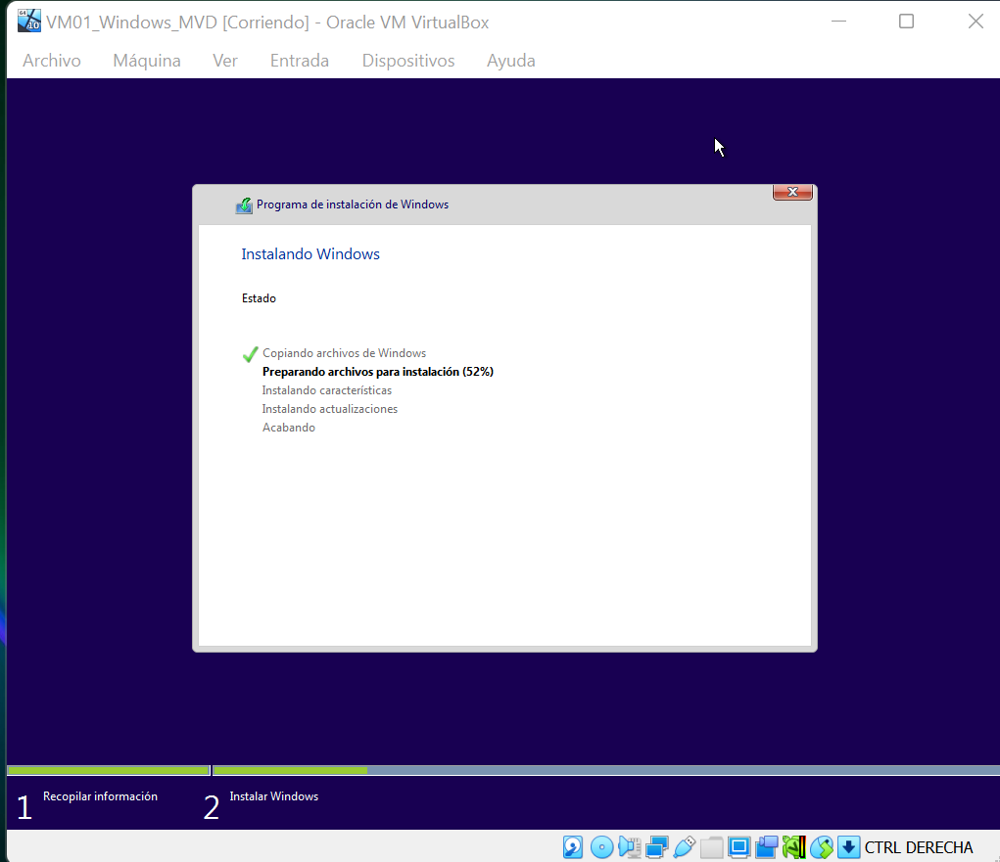 VM01_Windows_MVD [Corriendo] - Oracle VM VirtualBox
Archivo Máquina Ver Entrada Dispositivos Ayuda
Programa de instalación de Windows
Instalando Windows
Estado
Copiando archivos de Windows
Preparando archivos para instalación (52%)
Instalando características
Instalando actualizaciones
Acabando
1 Recopilar información 2 Instalar Windows
CTRL DERECHA